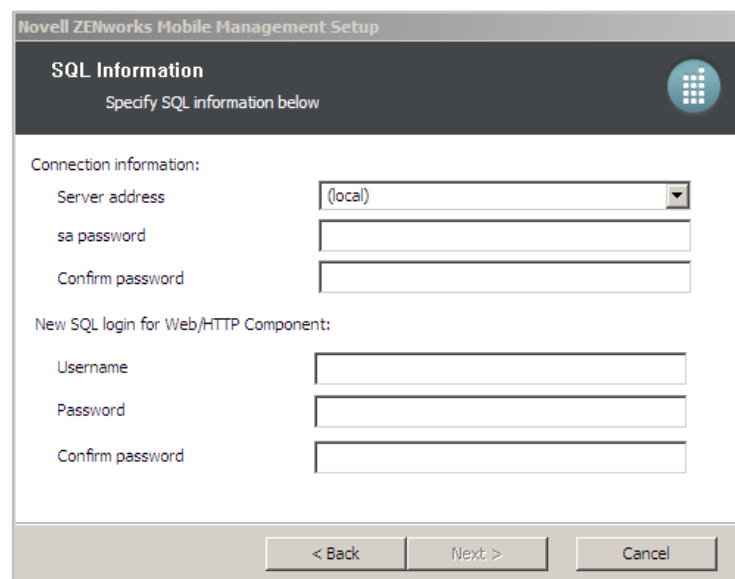 Novell ZENworks Mobile Management Setup
SQL Information
Specify SQL information below
Connection information:
Server address
(local)
sa password
Confirm password
New SQL login for Web/HTTP Component:
Username
Password
Confirm password
< Back
Next >
Cancel